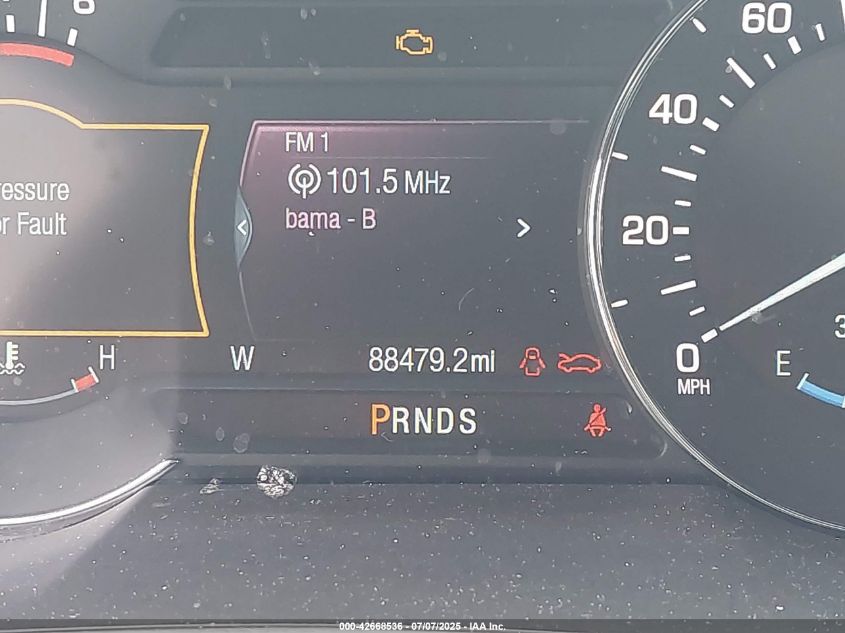 6
60
40
20
0
MPH
FM 1
101.5 MHz
bama - B
ressure
r Fault
H
W
88479.2mi
E
3
PRNDS
000-42668536 - 07/07/2025 - IAA Inc.